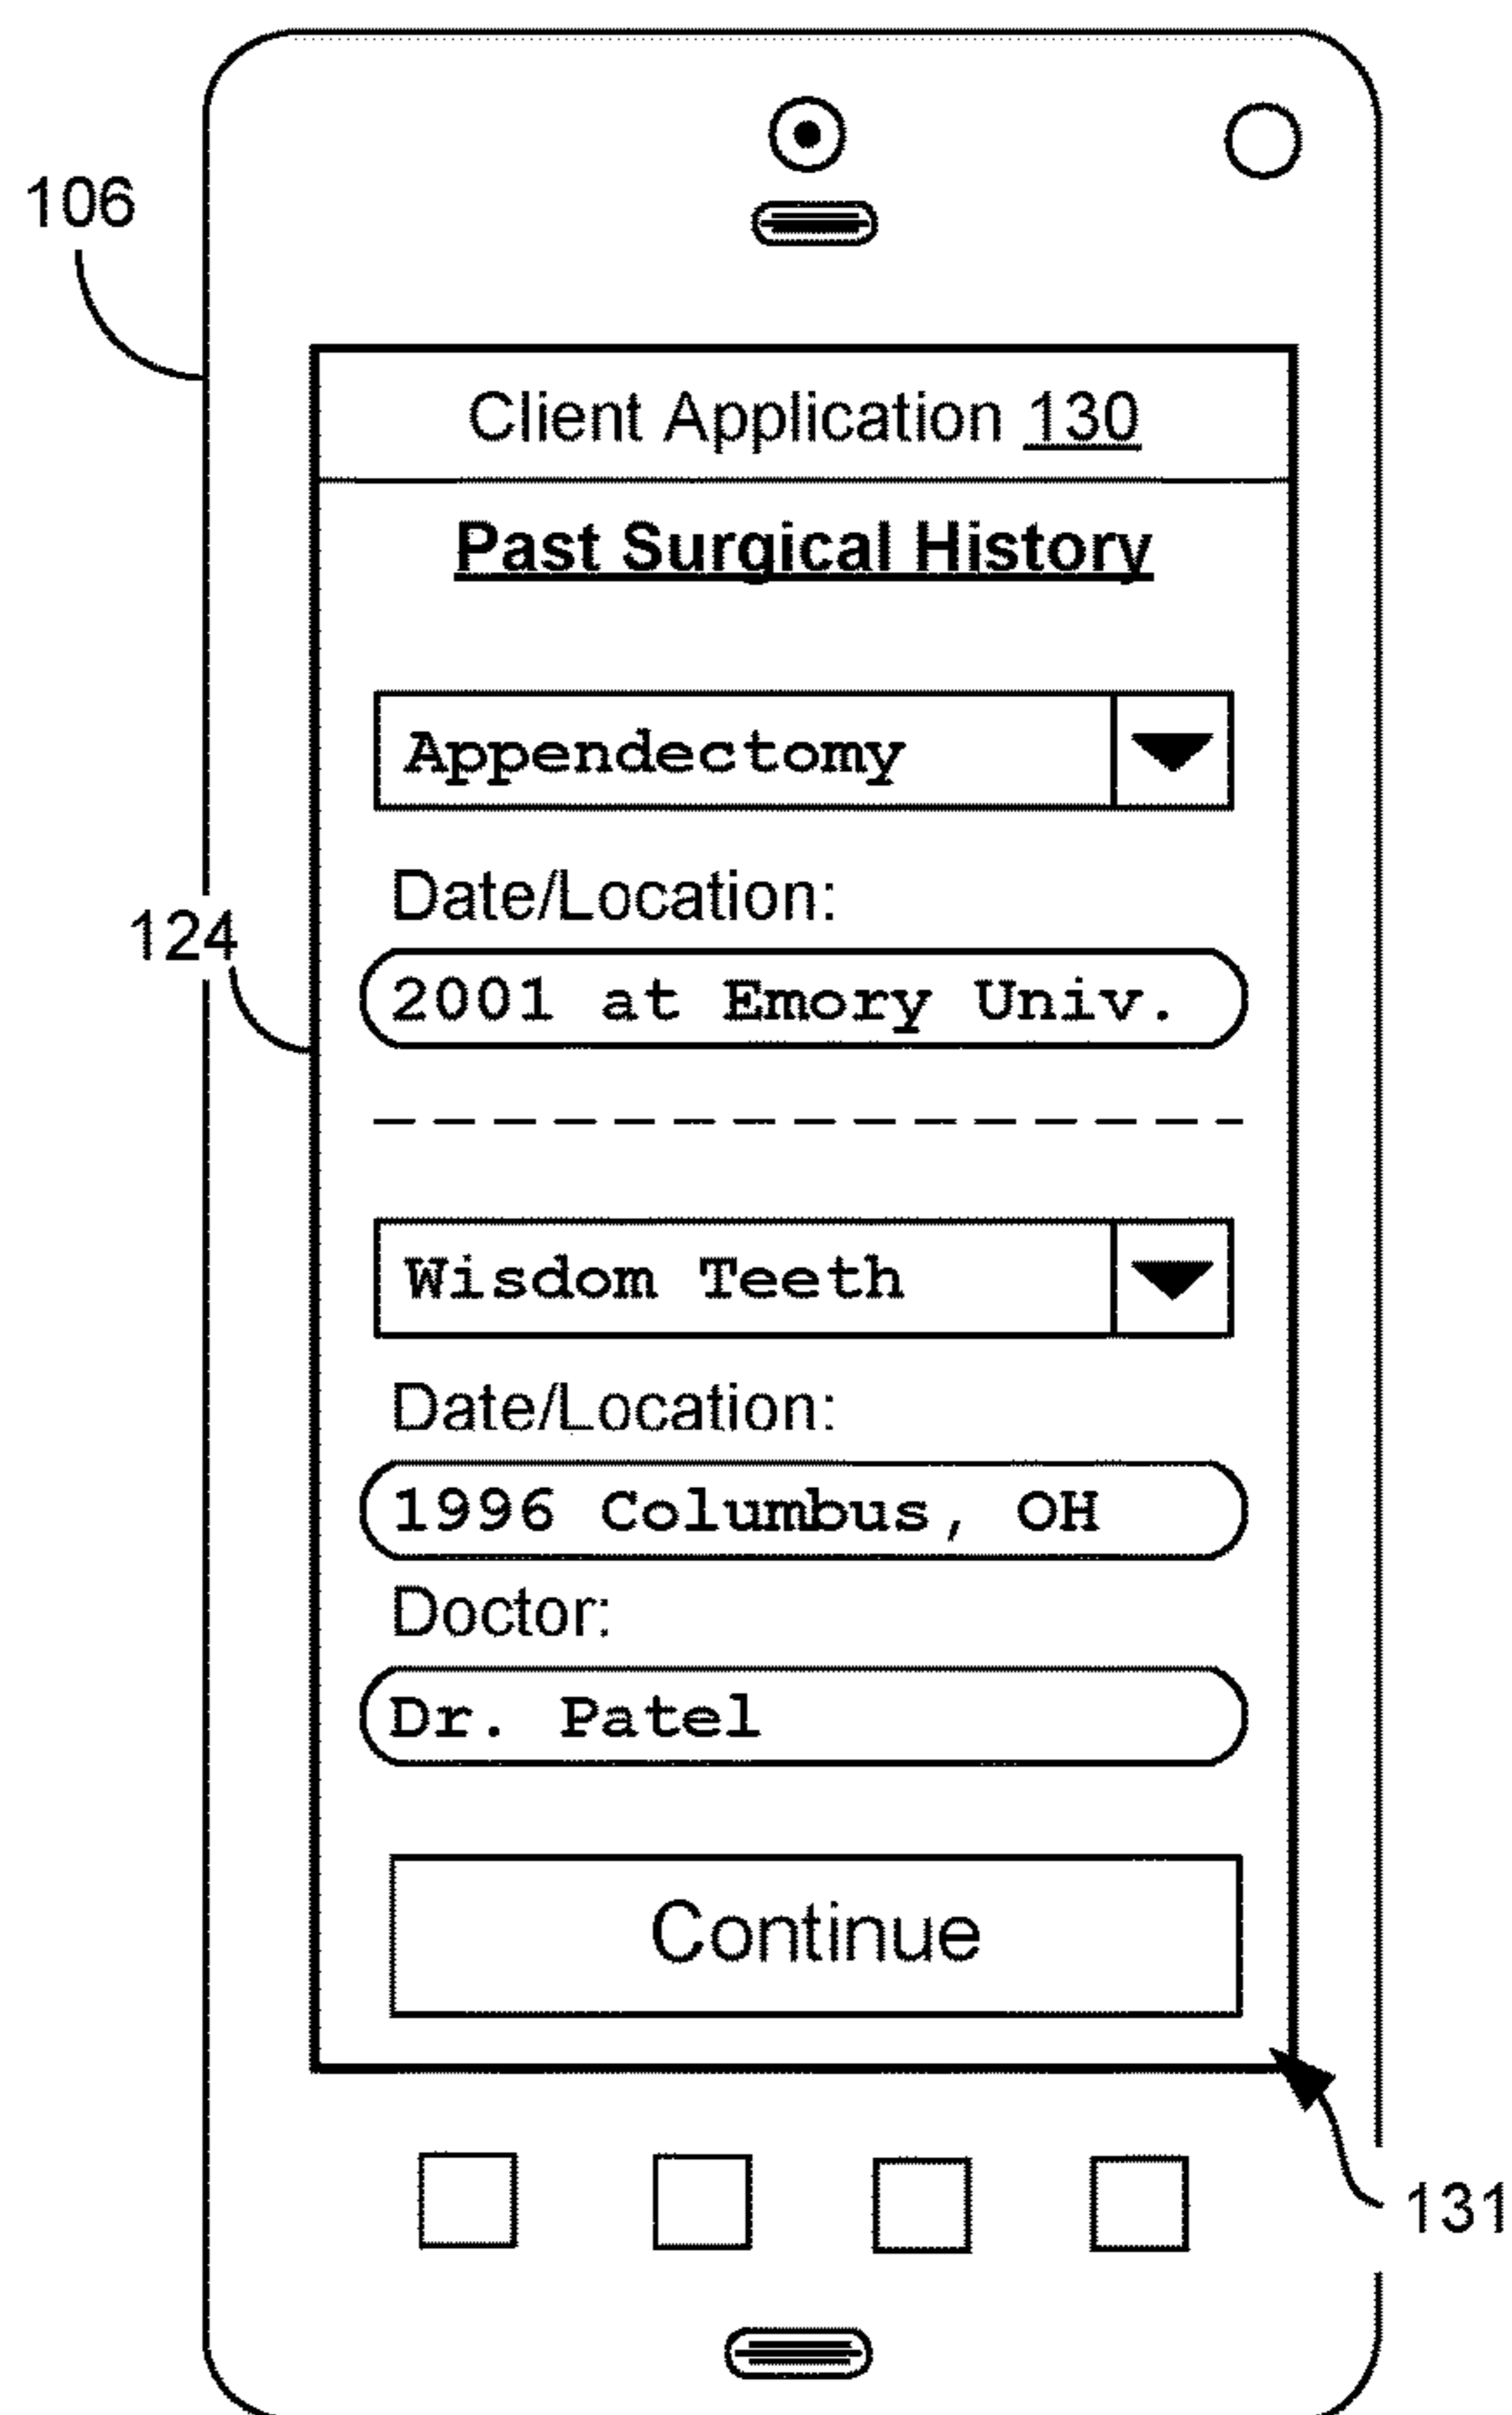 106
Client Application 130
Past Surgical History
Appendectomy
Date/Location:
124
2001 at Emory Univ.
Wisdom Teeth
Date/Location:
1996 Columbus, OH
Doctor:
Dr. Patel
Continue
131